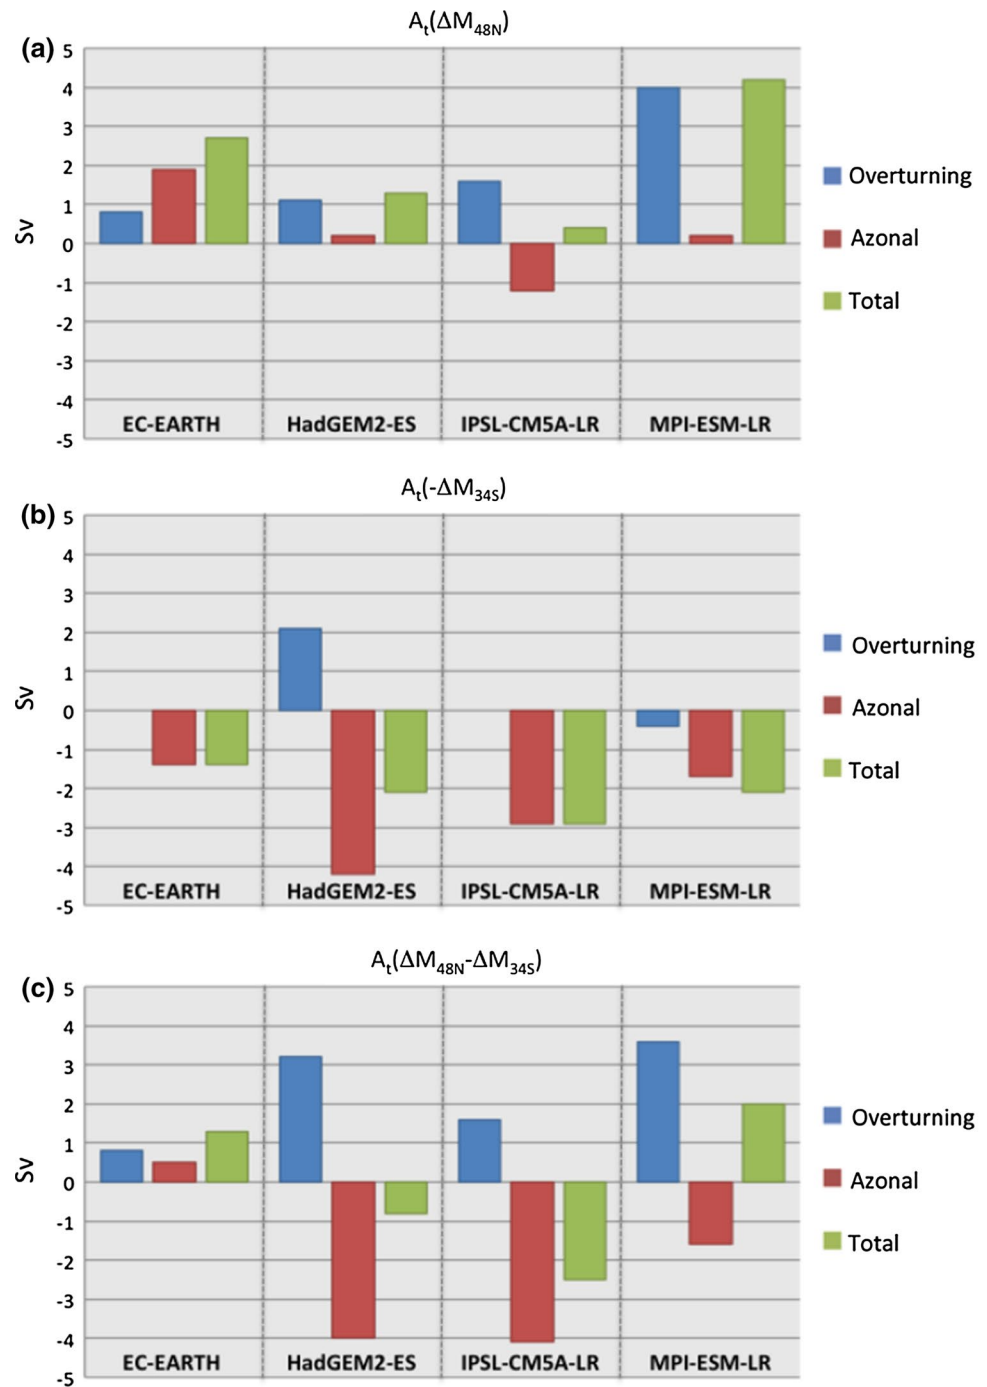 At(ΔM48N)
(a)
5
4
3
2
1
0
-1
-2
-3
-4
-5
Sv
EC-EARTH HadGEM2-ES IPSL-CM5A-LR MPI-ESM-LR
Overturning
Azonal
Total
At(-ΔM34S)
(b)
5
4
3
2
1
0
-1
-2
-3
-4
-5
Sv
EC-EARTH HadGEM2-ES IPSL-CM5A-LR MPI-ESM-LR
Overturning
Azonal
Total
At(ΔM48N-ΔM34S)
(c)
5
4
3
2
1
0
-1
-2
-3
-4
-5
Sv
EC-EARTH HadGEM2-ES IPSL-CM5A-LR MPI-ESM-LR
Overturning
Azonal
Total